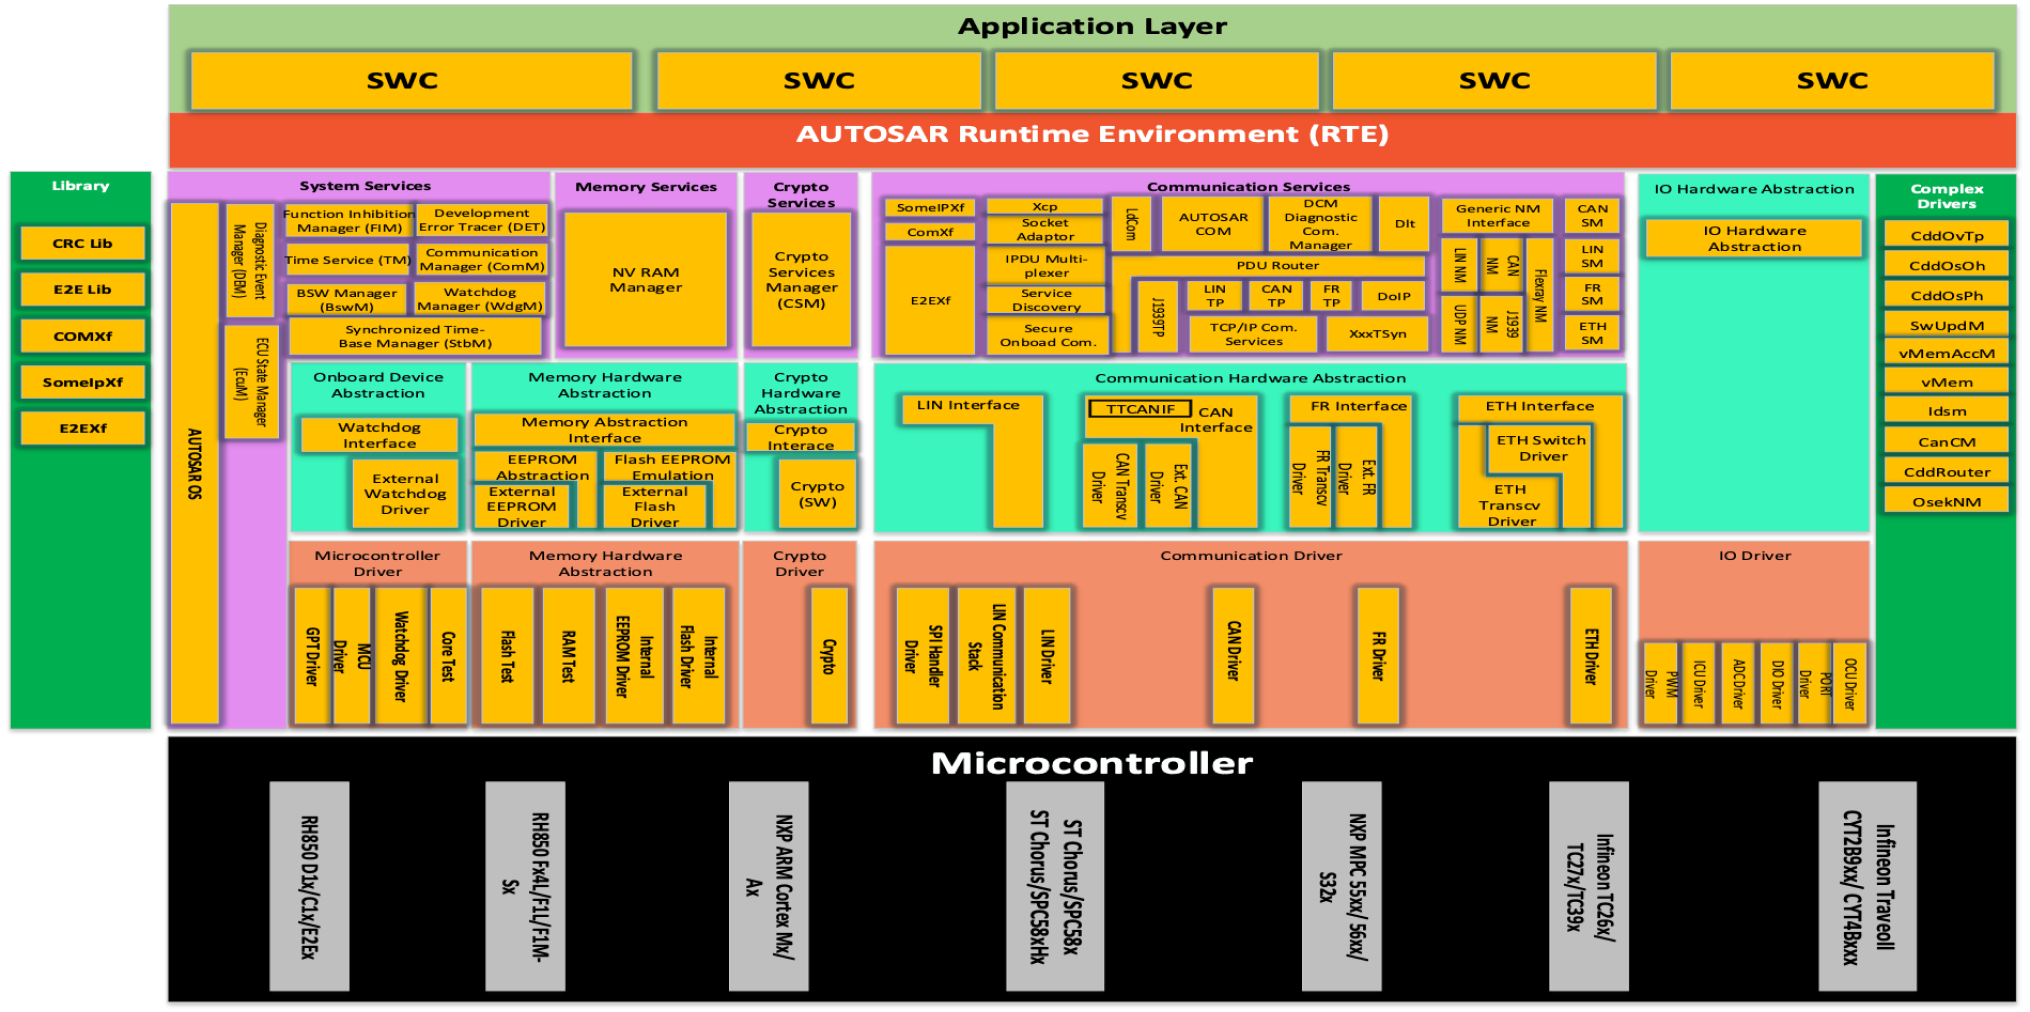 Application Layer
SWC
SWC
SWC
SWC
SWC
AUTOSAR Runtime Environment (RTE)
Library
CRC Lib
E2E Lib
COMXf
SomeIpXf
E2EXf
System Services
AUTOSAR OS
Diagnostic Event
Manager (DBM)
ECU State Manager
(EcuM)
Function Inhibition
Manager (FIM)
Development
Error Tracer (DET)
Time Service (TM)
Communication
Manager (ComM)
BSW Manager
(BswM)
Watchdog
Manager (WdgM)
Synchronized Time-
Base Manager (StbM)
Memory Services
NV RAM
Manager
Crypto
Services
Crypto
Services
Manager
(CSM)
Communication Services
SomeIPXf
ComXf
E2EXf
Xcp
Socket
Adaptor
IPDU Multi-
plexer
Service
Discovery
Secure
Onboad Com.
LdCom
AUTOSAR
COM
DCM
Diagnostic
Com.
Manager
Dlt
PDU Router
J1939TP
LIN
TP
CAN
TP
FR
TP
DoIP
TCP/IP Com.
Services
XxxTSyn
Generic NM
Interface
LIN NM
CAN
NM
UDP NM
J1939
NM
Flexray NM
CAN
SM
LIN
SM
FR
SM
ETH
SM
IO Hardware Abstraction
IO Hardware
Abstraction
Complex
Drivers
CddOvTp
CddOsOh
CddOsPh
SwUpdM
vMemAccM
vMem
Idsm
CanCM
CddRouter
OsekNM
Onboard Device
Abstraction
Watchdog
Interface
External
Watchdog
Driver
Memory Hardware
Abstraction
Memory Abstraction
Interface
EEPROM
Abstraction
External
EEPROM
Driver
Flash EEPROM
Emulation
External
Flash
Driver
Crypto
Hardware
Abstraction
Crypto
Interace
Crypto
(SW)
Communication Hardware Abstraction
LIN Interface
TTCANIF
CAN
Interface
CAN Transcv
Driver
Ext. CAN
Driver
FR Interface
FR Transcv
Driver
Ext. FR
Driver
ETH Interface
ETH Switch
Driver
ETH
Transcv
Driver
Microcontroller
Driver
GPT Driver
MCU
Driver
Watchdog Driver
Core Test
Memory Hardware
Abstraction
Flash Test
RAM Test
Internal
EEPROM Driver
Internal
Flash Driver
Crypto
Driver
Crypto
Communication Driver
SPI Handler
Driver
LIN Communication
Stack
LIN Driver
CAN Driver
FR Driver
ETH Driver
IO Driver
PWM
Driver
ICU Driver
ADCDriver
DIO Driver
PORT
Driver
OCU Driver
Microcontroller
RH850 D1x/C1x/E2Ex
RH850 Fx4L/F1L/F1M-
Sx
NXP ARM Cortex Mx/
Ax
ST Chorus/SPC58x
ST Chorus/SPC58xHx
NXP MPC 55xx/ 56xx/
S32x
Infineon TC26x/
TC27x/TC39x
Infineon Traveoll
CYT2B9xx/ CYT4Bxxx